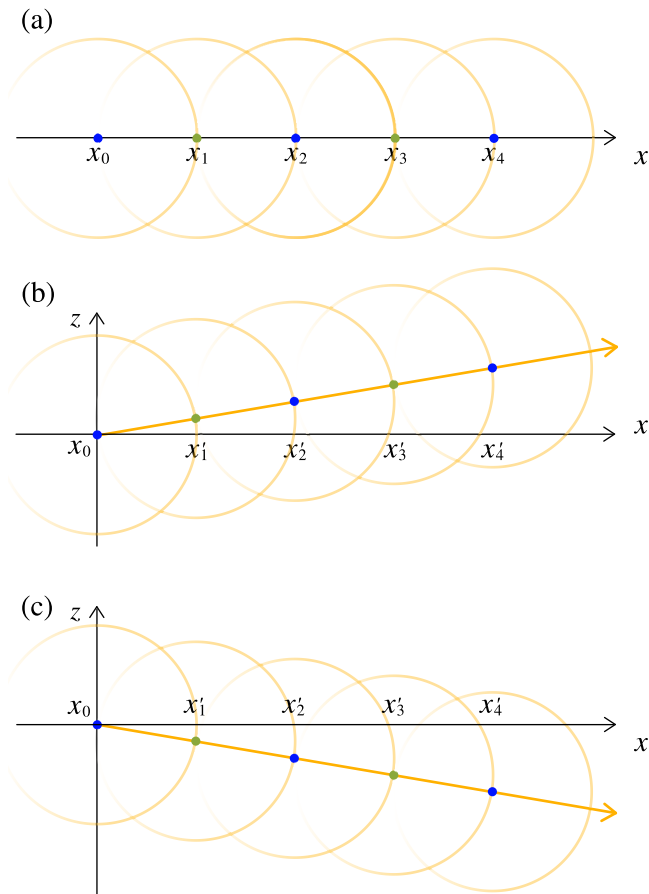 (a)
x₀ x₁ x₂ x₃ x₄ x
(b)
z
x₀ x′₁ x′₂ x′₃ x′₄ x
(c)
z
x₀ x′₁ x′₂ x′₃ x′₄
x